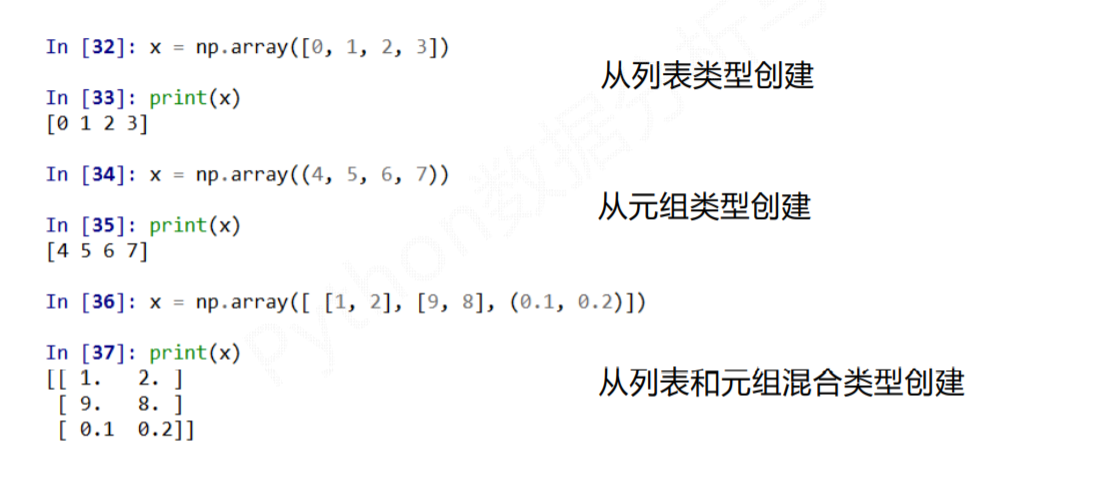 In [32]: x = np.array([0, 1, 2, 3])
从列表类型创建
In [33]: print(x)
[0 1 2 3]
In [34]: x = np.array((4, 5, 6, 7))
从元组类型创建
In [35]: print(x)
[4 5 6 7]
In [36]: x = np.array([ [1, 2], [9, 8], (0.1, 0.2)])
In [37]: print(x)
[[ 1.   2. ]
 [ 9.   8. ]
 [ 0.1  0.2]]
从列表和元组混合类型创建
Python数据分析与